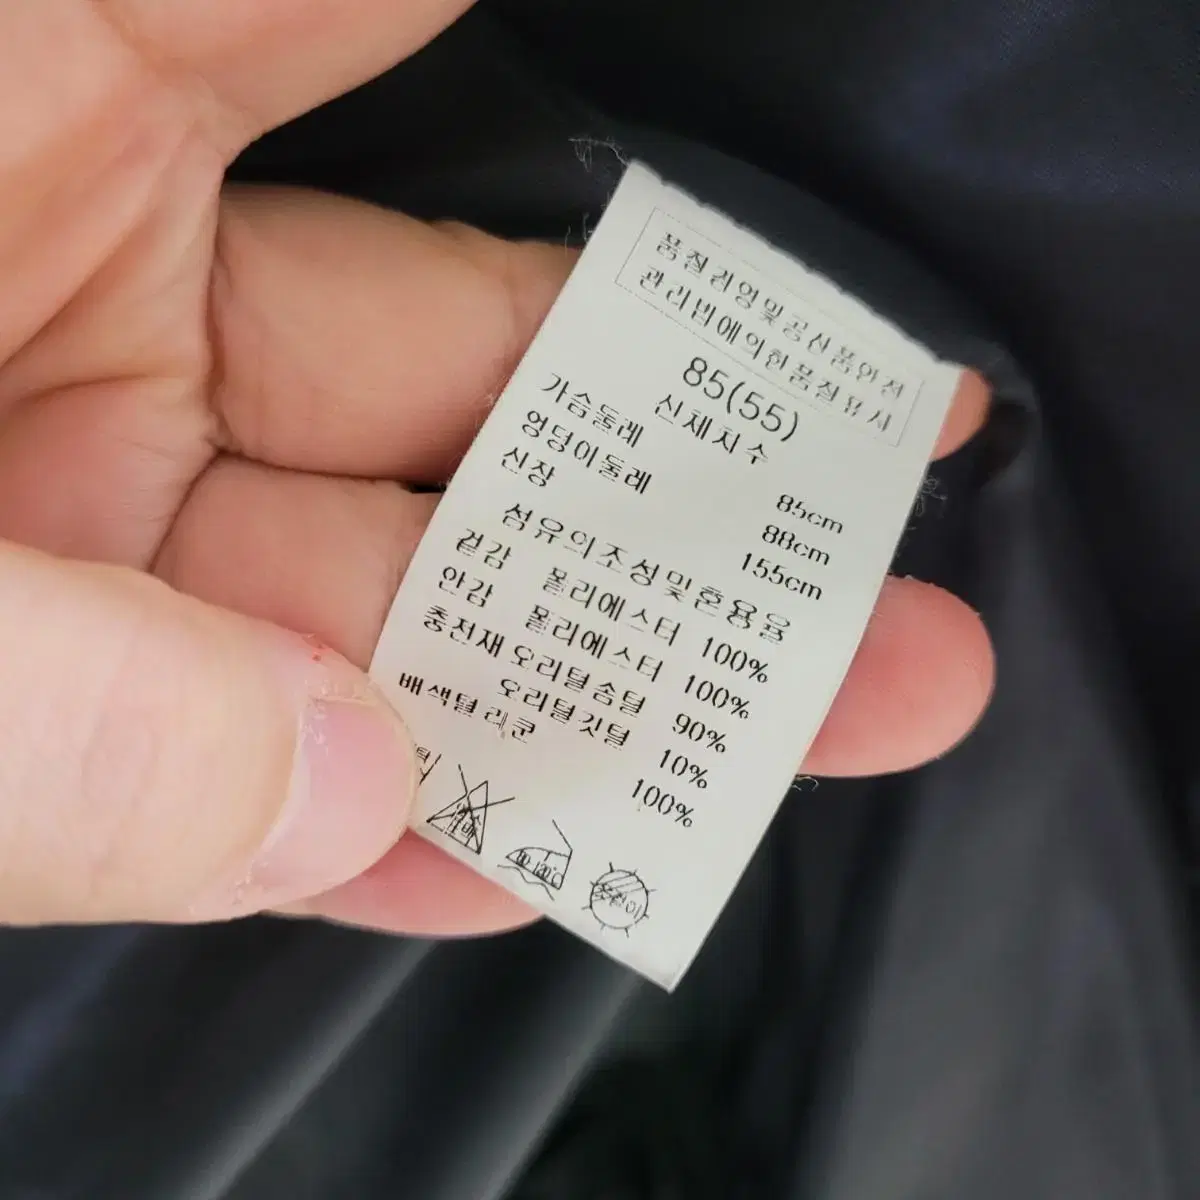 품질경영및공산품안전
관리법에의한품질표시
85(55)
신체치수
가슴둘레 85cm
엉덩이둘레 88cm
신장 155cm
섬유의조성및혼용율
겉감 폴리에스터 100%
안감 폴리에스터 100%
충전재 오리털솜털 90%
오리털깃털 10%
배색털 라쿤 100%